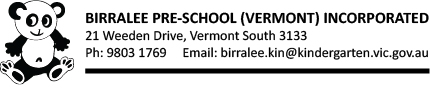 BIRRALEE PRE-SCHOOL (VERMONT) INCORPORATED
21 Weeden Drive, Vermont South 3133
Ph: 9803 1769 Email: birralee.kin@kindergarten.vic.gov.au